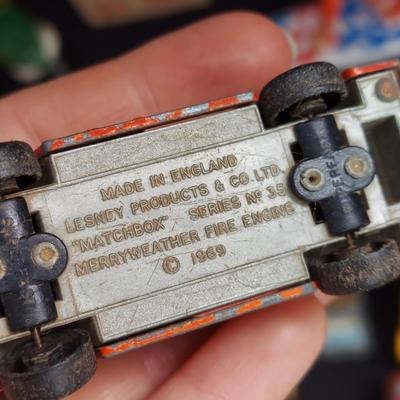 MADE IN ENGLAND
LESNEY PRODUCTS & CO. LTD.
"MATCHBOX" SERIES Nº 35
MERRYWEATHER FIRE ENGINE
© 1969